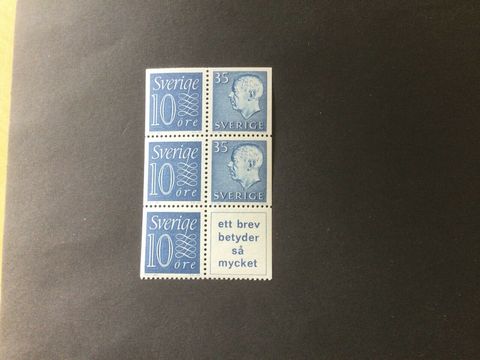 Sverige
10
öre
35
SVERIGE
Sverige
10
öre
35
SVERIGE
Sverige
10
öre
ett brev
betyder
så
mycket